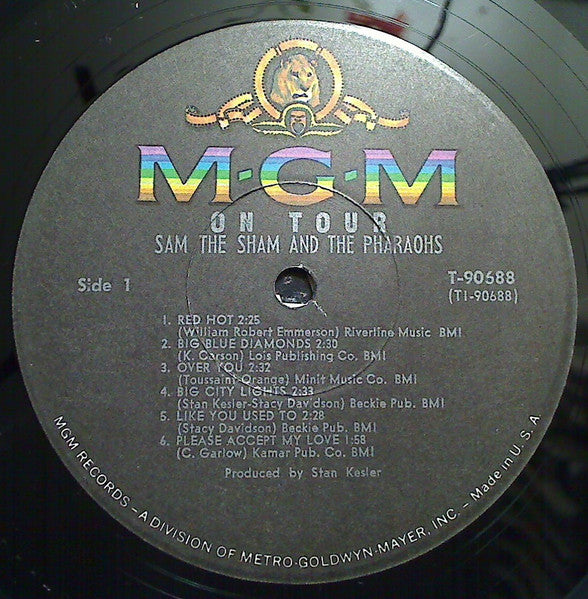 M·G·M
ON TOUR
SAM THE SHAM AND THE PHARAOHS
Side 1
T-90688
(T1-90688)
1. RED HOT 2:25
(William Robert Emmerson) Riverline Music BMI
2. BIG BLUE DIAMONDS 2:30
(K. Carson) Lois Publishing Co. BMI
3. OVER YOU 2:32
(Toussaint-Orange) Minit Music Co. BMI
4. BIG CITY LIGHTS 2:33
(Stan Kesler-Stacy Davidson) Beckie Pub. BMI
5. LIKE YOU USED TO 2:28
(Stacy Davidson) Beckie Pub. BMI
6. PLEASE ACCEPT MY LOVE 1:58
(C. Garlow) Kamar Pub. Co. BMI
Produced by Stan Kesler
MGM RECORDS – A DIVISION OF METRO-GOLDWYN-MAYER, INC. – Made in U.S.A